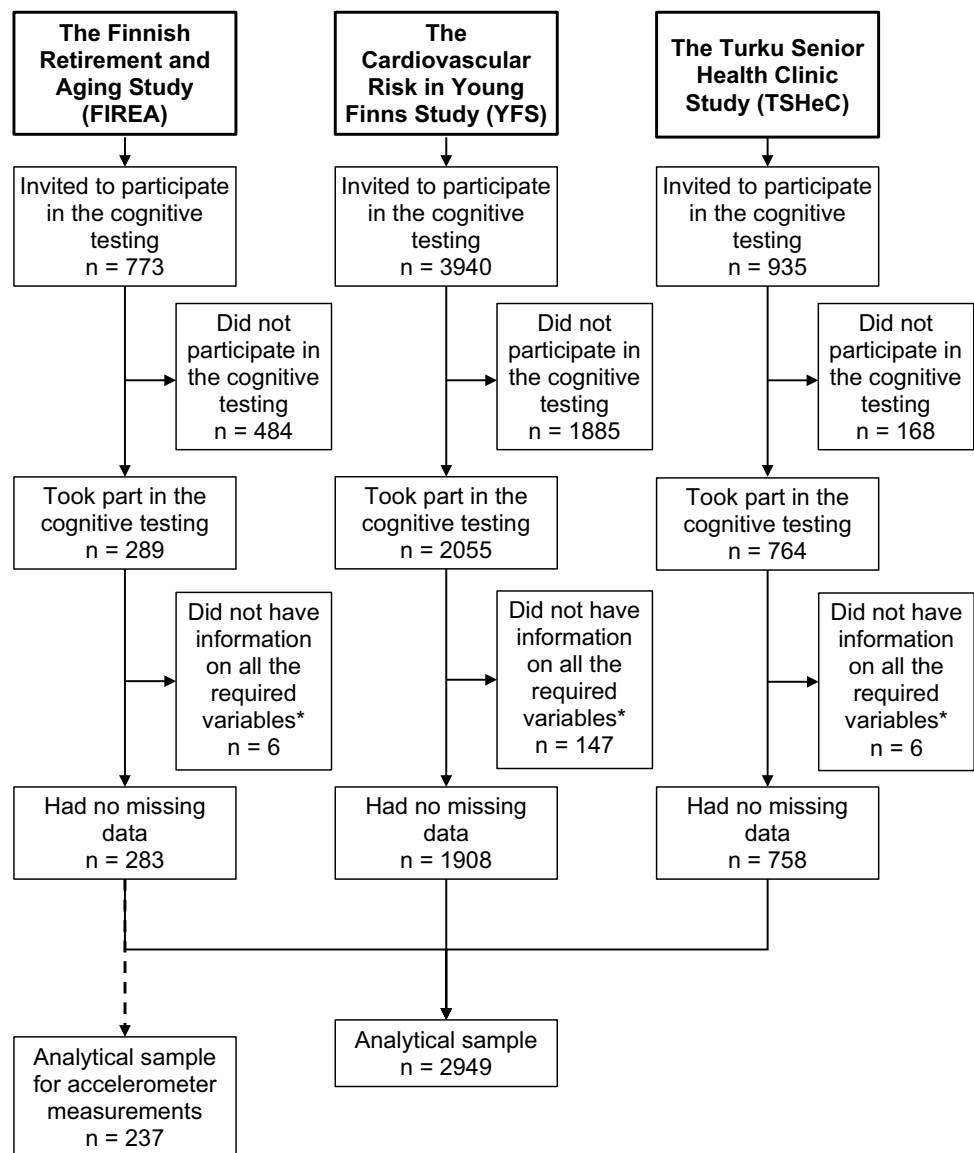 The Finnish
Retirement and
Aging Study
(FIREA)
The
Cardiovascular
Risk in Young
Finns Study (YFS)
The Turku Senior
Health Clinic
Study (TSHeC)
Invited to participate
in the cognitive
testing
n = 773
Invited to participate
in the cognitive
testing
n = 3940
Invited to participate
in the cognitive
testing
n = 935
Did not
participate in
the cognitive
testing
n = 484
Did not
participate in
the cognitive
testing
n = 1885
Did not
participate in
the cognitive
testing
n = 168
Took part in the
cognitive testing
n = 289
Took part in the
cognitive testing
n = 2055
Took part in the
cognitive testing
n = 764
Did not have
information
on all the
required
variables*
n = 6
Did not have
information
on all the
required
variables*
n = 147
Did not have
information
on all the
required
variables*
n = 6
Had no missing
data
n = 283
Had no missing
data
n = 1908
Had no missing
data
n = 758
Analytical sample
for accelerometer
measurements
n = 237
Analytical sample
n = 2949